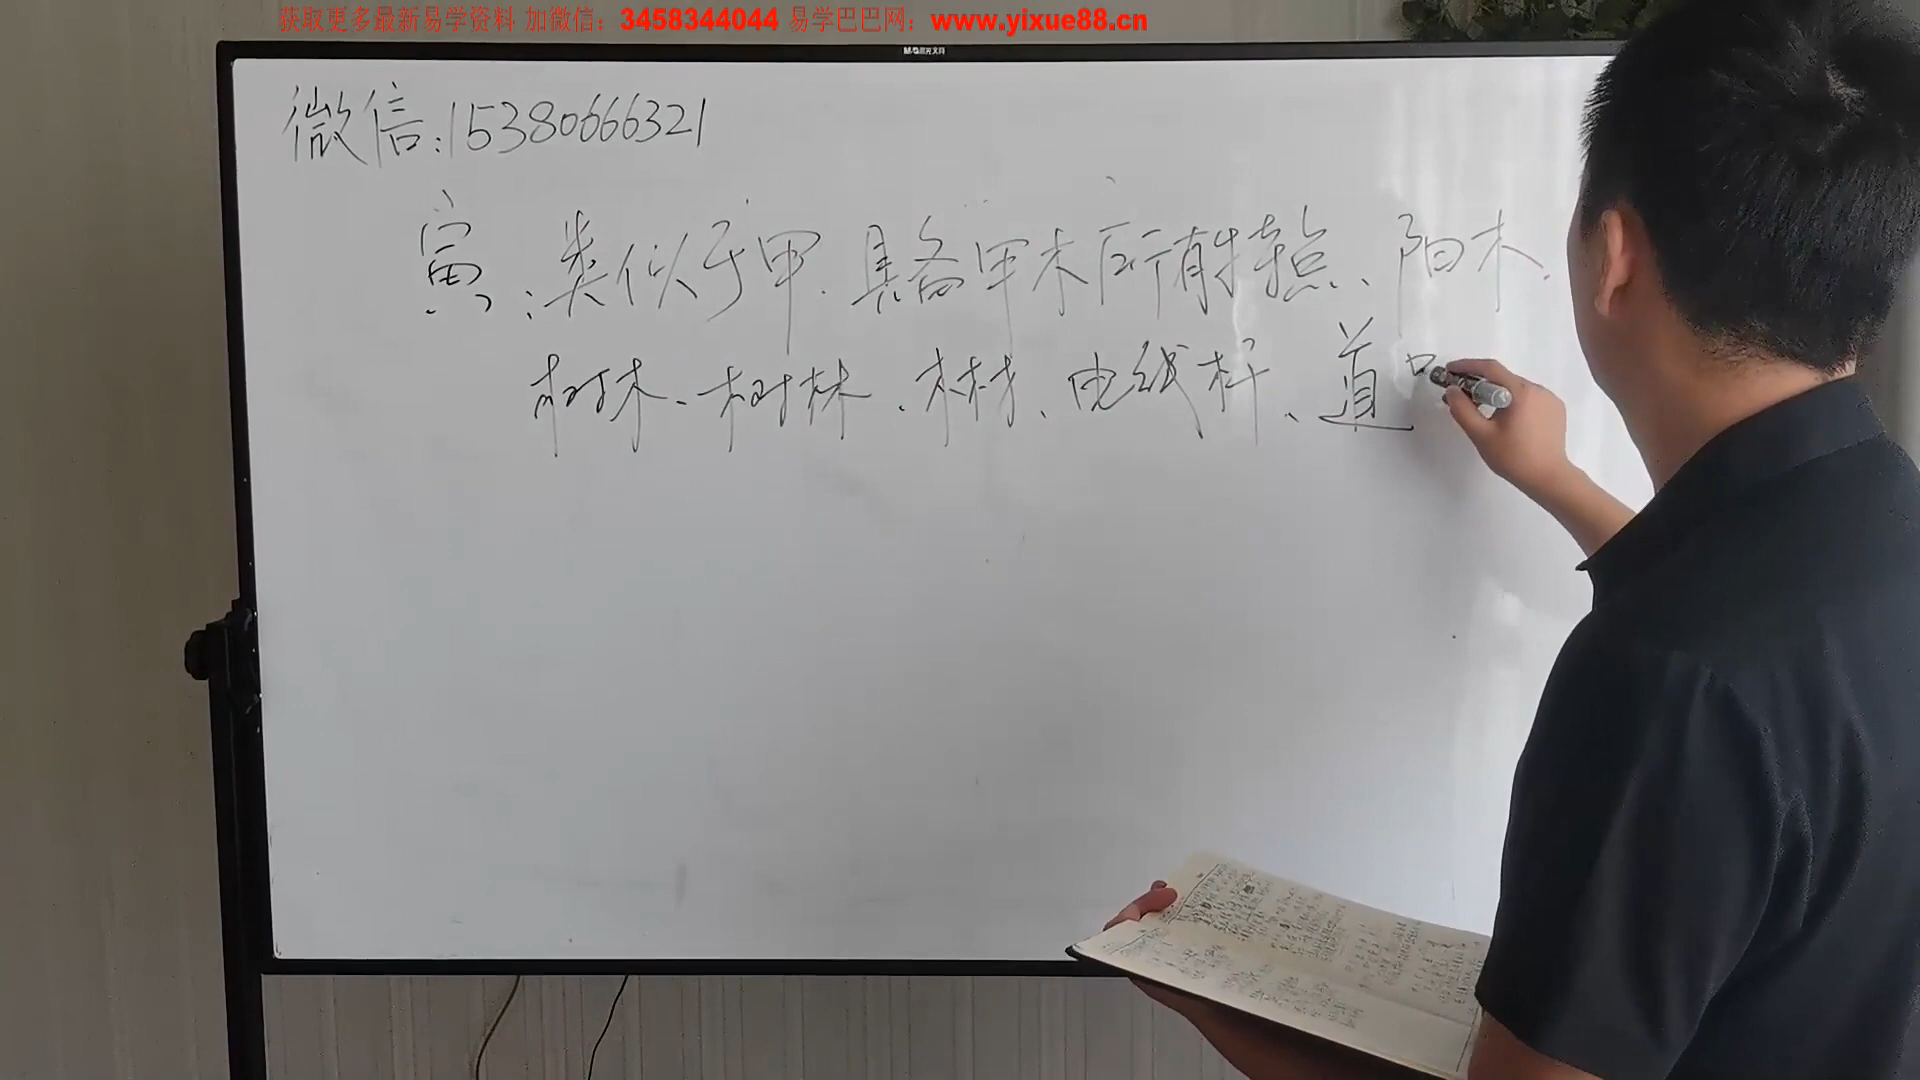 获取更多最新易学资料 加微信：3458344044 易学巴巴网：www.yixue88.cn
微信:15380666321
寅：类似于甲.具备甲木所有特点、阳木.
树木、树林、木材、电线杆、道